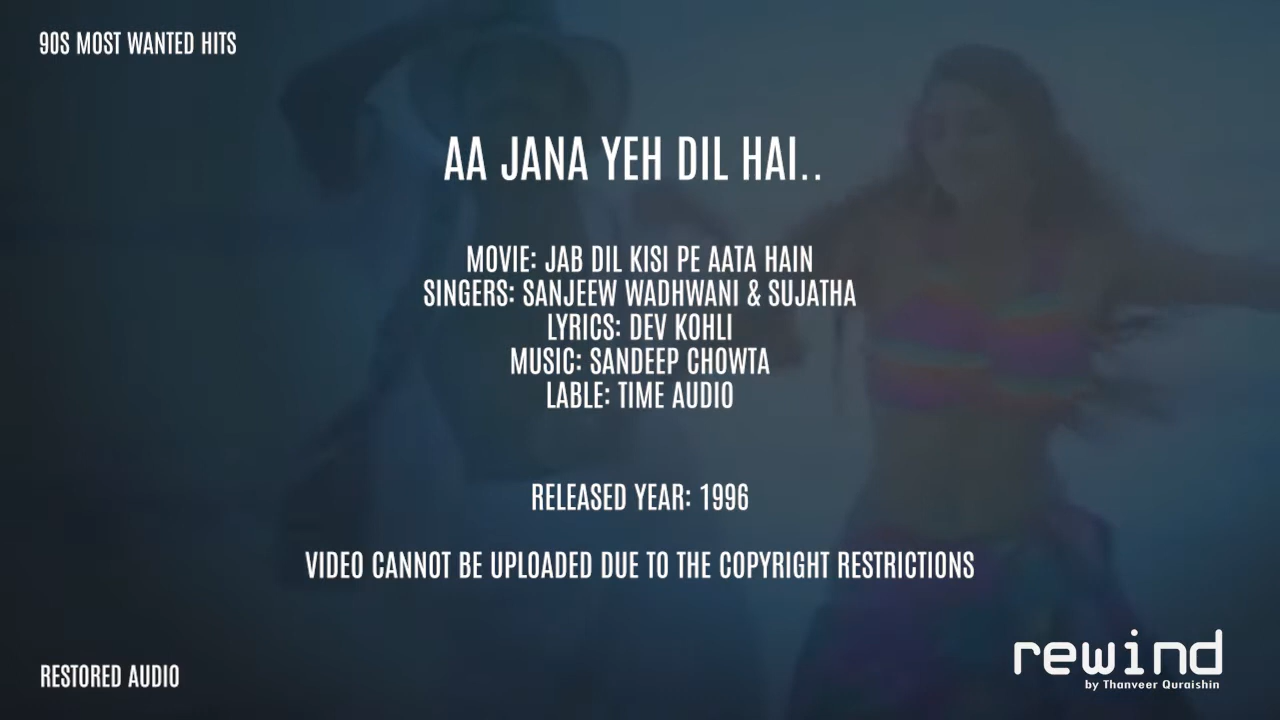 90S MOST WANTED HITS
AA JANA YEH DIL HAI..
MOVIE: JAB DIL KISI PE AATA HAIN
SINGERS: SANJEEW WADHWANI & SUJATHA
LYRICS: DEV KOHLI
MUSIC: SANDEEP CHOWTA
LABLE: TIME AUDIO
RELEASED YEAR: 1996
VIDEO CANNOT BE UPLOADED DUE TO THE COPYRIGHT RESTRICTIONS
RESTORED AUDIO
rewind
by Thanveer Quraishin